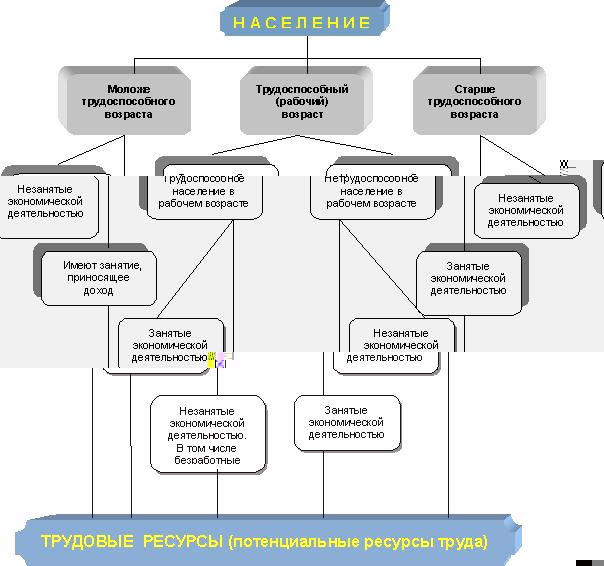 НАСЕЛЕНИЕ
Моложе
трудоспособного
возраста
Трудоспособный
(рабочий)
возраст
Старше
трудоспособного
возраста
Незанятые
экономической
деятельностью
Трудоспособное
население в
рабочем возрасте
Нетрудоспособное
население в
рабочем возрасте
Незанятые
экономической
деятельностью
Имеют занятие,
приносящее
доход
Занятые
экономической
деятельностью
Занятые
экономической
деятельностью
Незанятые
экономической
деятельностью
Незанятые
экономической
деятельностью.
В том числе
безработные
Занятые
экономической
деятельностью
ТРУДОВЫЕ РЕСУРСЫ (потенциальные ресурсы труда)